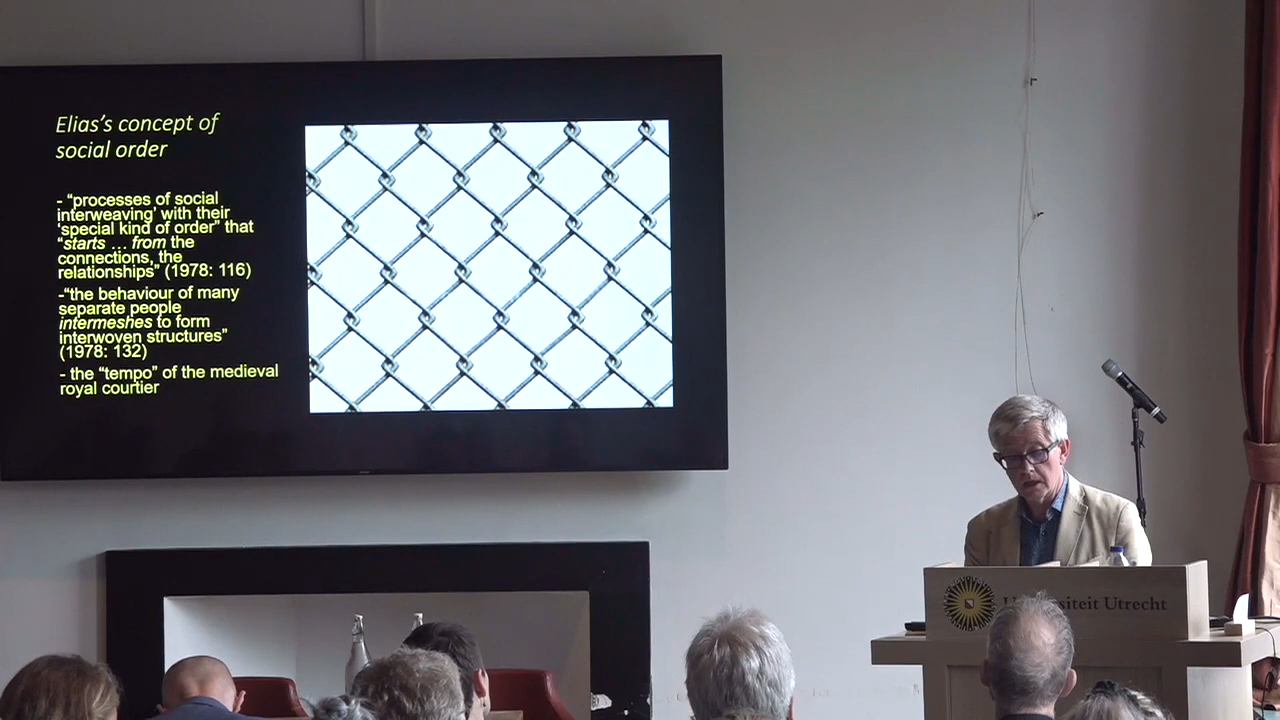 Elias's concept of
social order
- “processes of social
interweaving’ with their
‘special kind of order” that
“starts … from the
connections, the
relationships” (1978: 116)
-“the behaviour of many
separate people
intermeshes to form
interwoven structures”
(1978: 132)
- the “tempo” of the medieval
royal courtier
siteit Utrecht